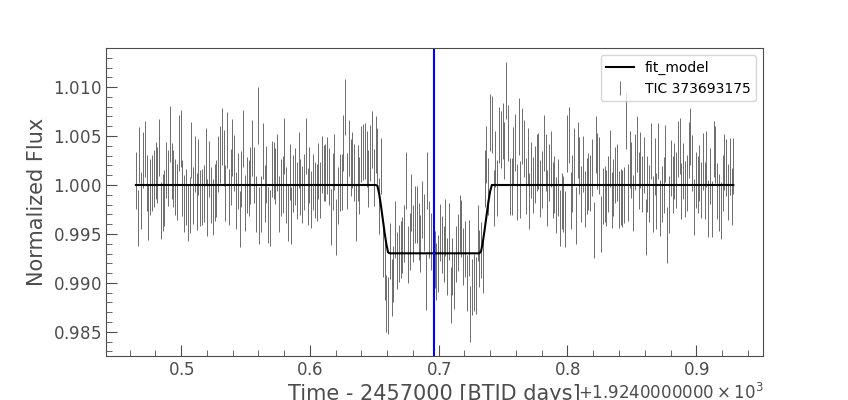 fit_model
TIC 373693175
1.010
1.005
1.000
0.995
0.990
0.985
Normalized Flux
0.5 0.6 0.7 0.8 0.9
Time - 2457000 [BTJD days] +1.9240000000 × 10³